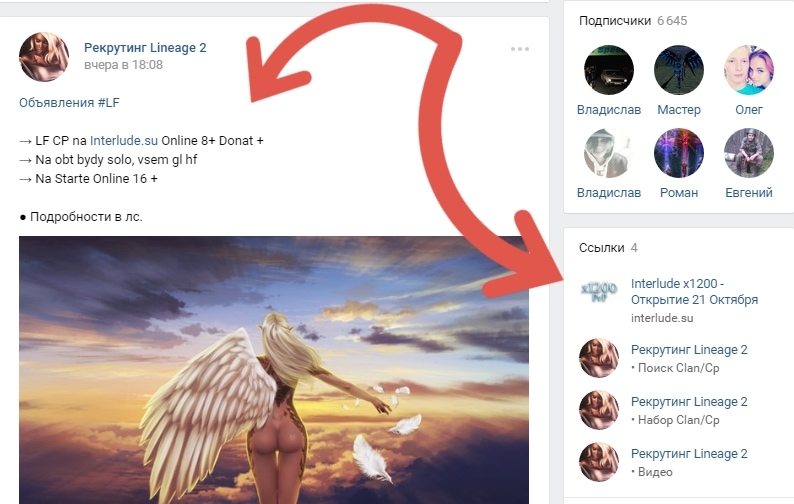 Рекрутинг Lineage 2
вчера в 18:08
Объявления #LF
→ LF CP na Interlude.su Online 8+ Donat +
→ Na obt bydy solo, vsem gl hf
→ Na Starte Online 16 +
● Подробности в лс.
Подписчики 6 645
Владислав Мастер Олег
Владислав Роман Евгений
Ссылки 4
x1200
PvP
Interlude x1200 -
Открытие 21 Октября
interlude.su
Рекрутинг Lineage 2
• Поиск Clan/Cp
Рекрутинг Lineage 2
• Набор Clan/Cp
Рекрутинг Lineage 2
• Видео